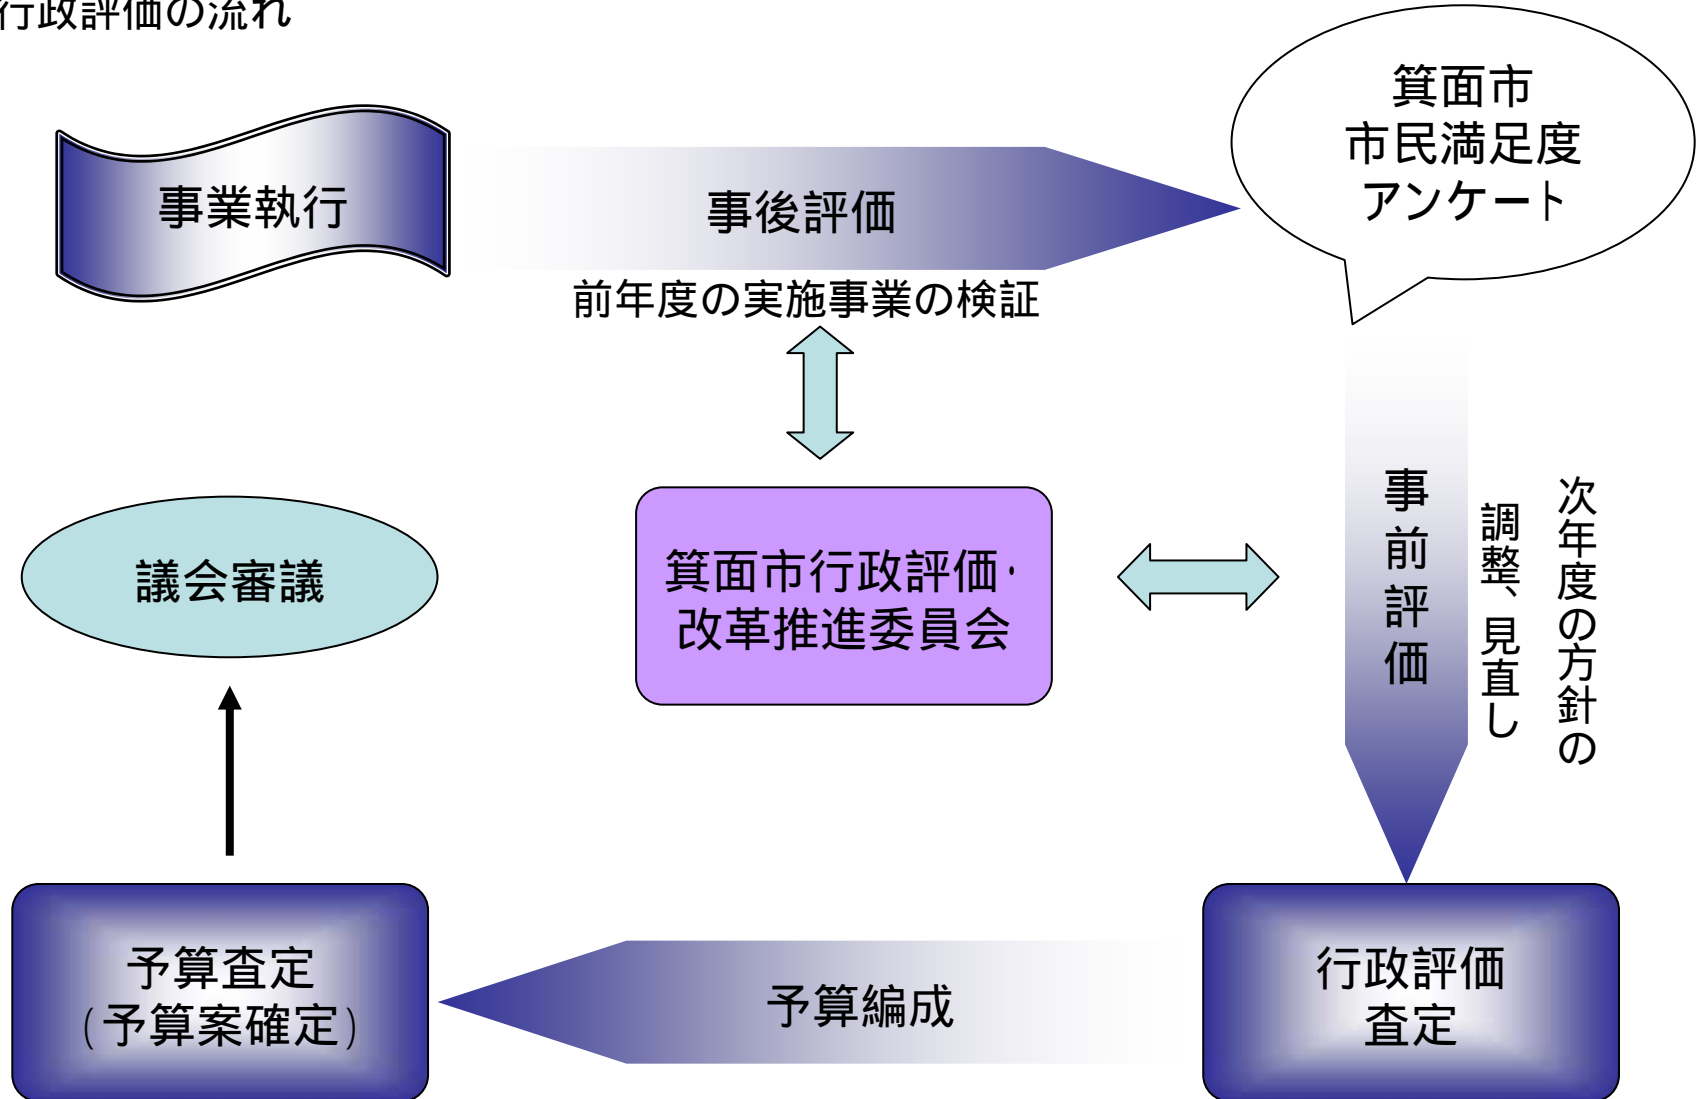 行政評価の流れ
箕面市
市民満足度
アンケート
事業執行
事後評価
前年度の実施事業の検証
事前評価
次年度の方針の
調整、見直し
箕面市行政評価・
改革推進委員会
議会審議
行政評価
査定
予算編成
予算査定
(予算案確定)